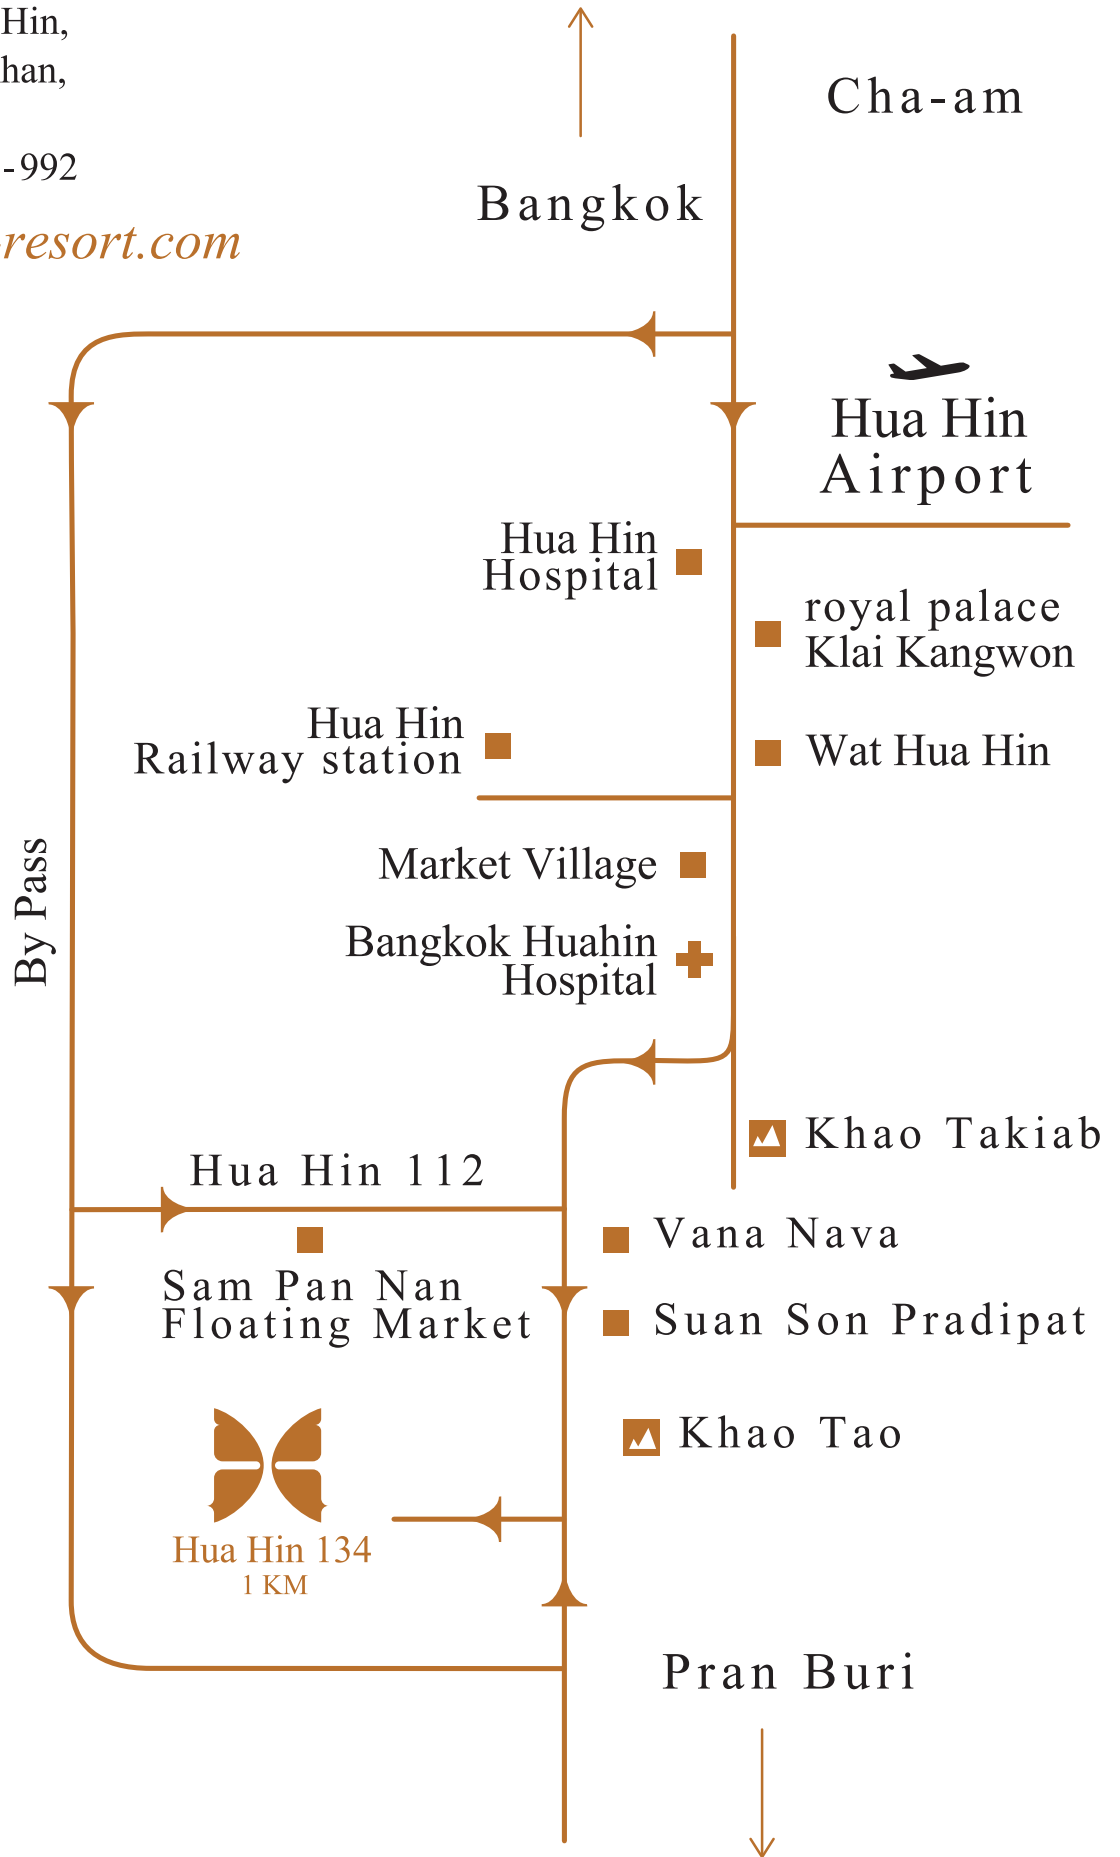 Hin,
han,
-992
-resort.com
Cha-am
Bangkok
Hua Hin
Airport
Hua Hin
Hospital
royal palace
Klai Kangwon
Hua Hin
Railway station
Wat Hua Hin
By Pass
Market Village
Bangkok Huahin
Hospital
Khao Takiab
Hua Hin 112
Vana Nava
Sam Pan Nan
Floating Market
Suan Son Pradipat
Khao Tao
Hua Hin 134
1 KM
Pran Buri